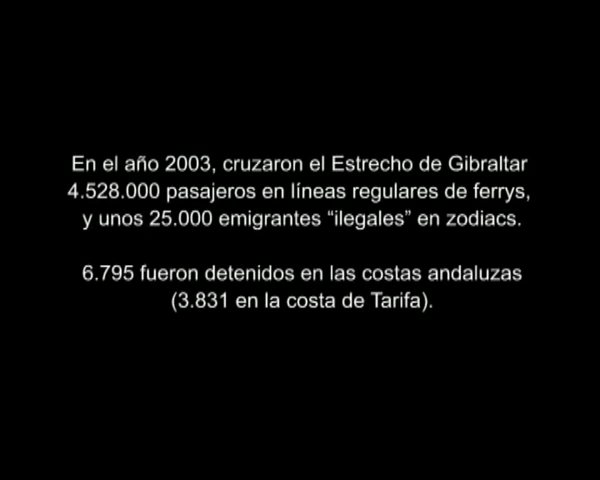 En el año 2003, cruzaron el Estrecho de Gibraltar
4.528.000 pasajeros en líneas regulares de ferrys,
y unos 25.000 emigrantes “ilegales” en zodiacs.
6.795 fueron detenidos en las costas andaluzas
(3.831 en la costa de Tarifa).